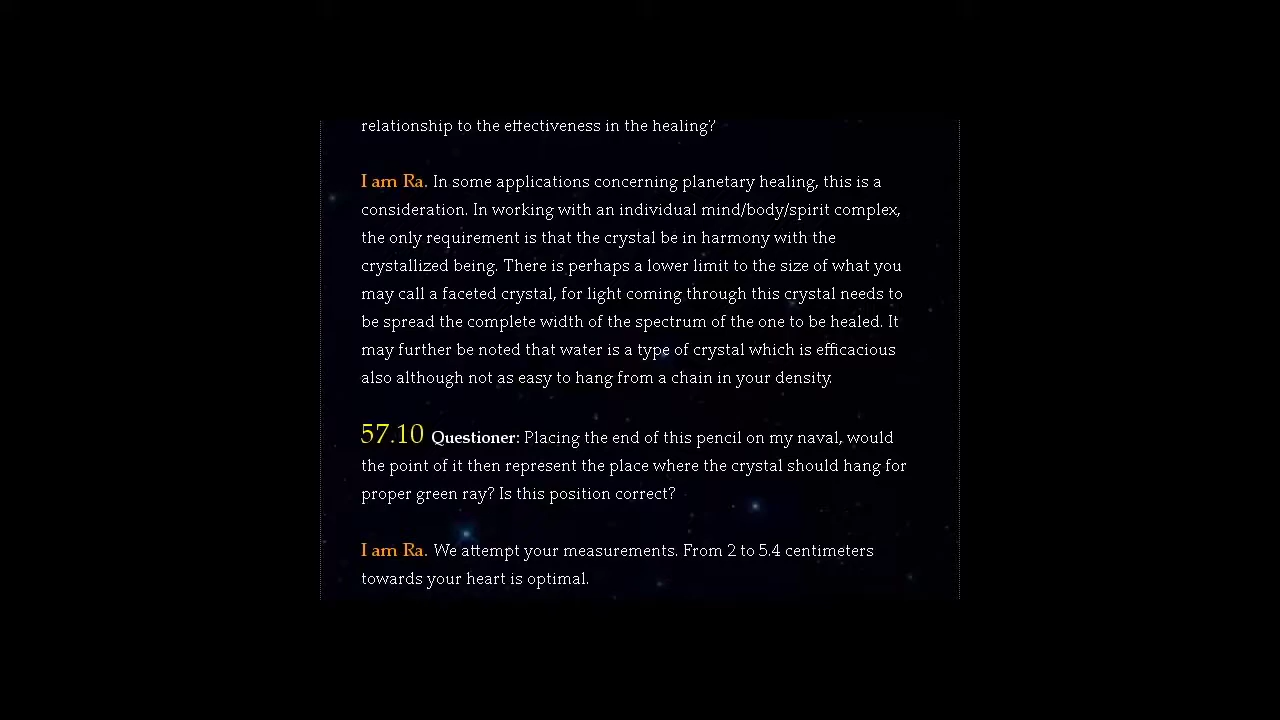 relationship to the effectiveness in the healing?
I am Ra. In some applications concerning planetary healing, this is a
consideration. In working with an individual mind/body/spirit complex,
the only requirement is that the crystal be in harmony with the
crystallized being. There is perhaps a lower limit to the size of what you
may call a faceted crystal, for light coming through this crystal needs to
be spread the complete width of the spectrum of the one to be healed. It
may further be noted that water is a type of crystal which is efficacious
also although not as easy to hang from a chain in your density.
57.10 Questioner: Placing the end of this pencil on my naval, would
the point of it then represent the place where the crystal should hang for
proper green ray? Is this position correct?
I am Ra. We attempt your measurements. From 2 to 5.4 centimeters
towards your heart is optimal.